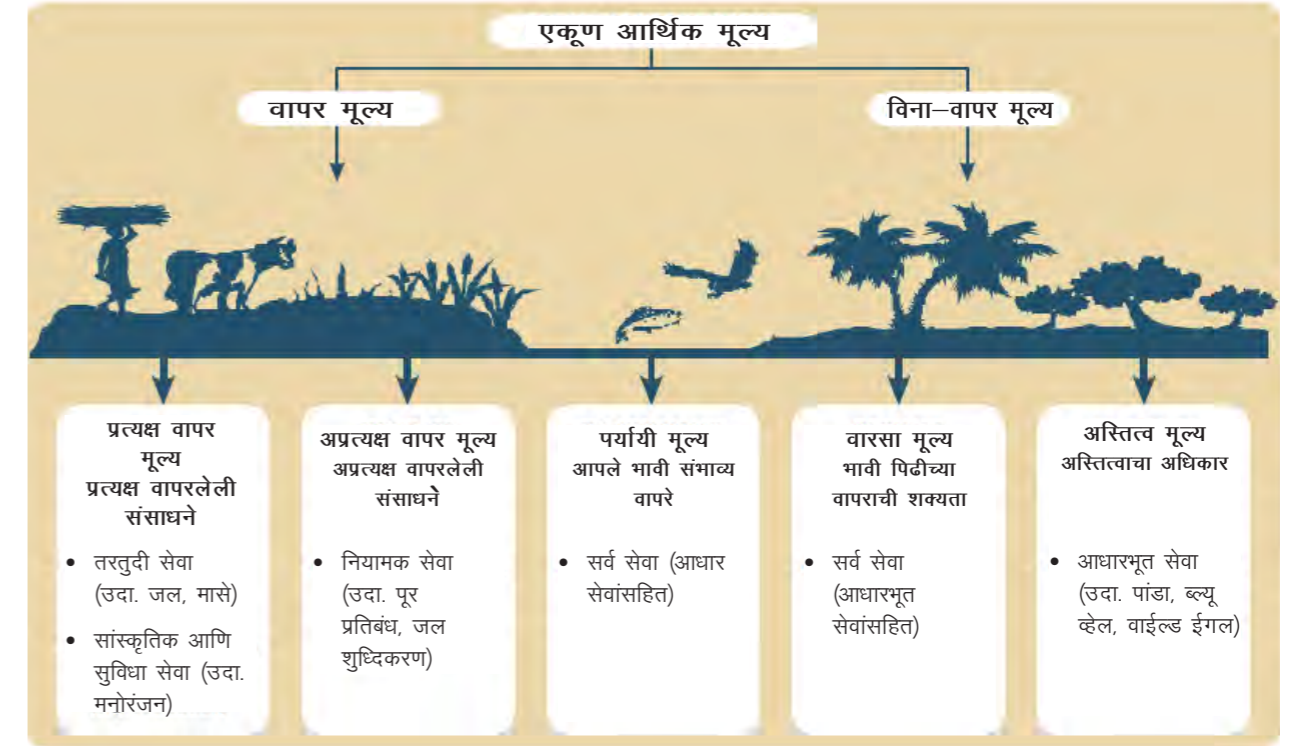 एकूण आर्थिक मूल्य
वापर मूल्य
विना–वापर मूल्य
प्रत्यक्ष वापर
मूल्य
प्रत्यक्ष वापरलेली
संसाधने
• तरतुदी सेवा
(उदा. जल, मासे)
• सांस्कृतिक आणि
सुविधा सेवा (उदा.
मनोरंजन)
अप्रत्यक्ष वापर मूल्य
अप्रत्यक्ष वापरलेली
संसाधने
• नियामक सेवा
(उदा. पूर
प्रतिबंध, जल
शुध्दिकरण)
पर्यायी मूल्य
आपले भावी संभाव्य
वापरे
• सर्व सेवा (आधार
सेवांसहित)
वारसा मूल्य
भावी पिढीच्या
वापराची शक्यता
• सर्व सेवा
(आधारभूत
सेवांसहित)
अस्तित्व मूल्य
अस्तित्वाचा अधिकार
• आधारभूत सेवा
(उदा. पांडा, ब्ल्यू
व्हेल, वाईल्ड ईगल)